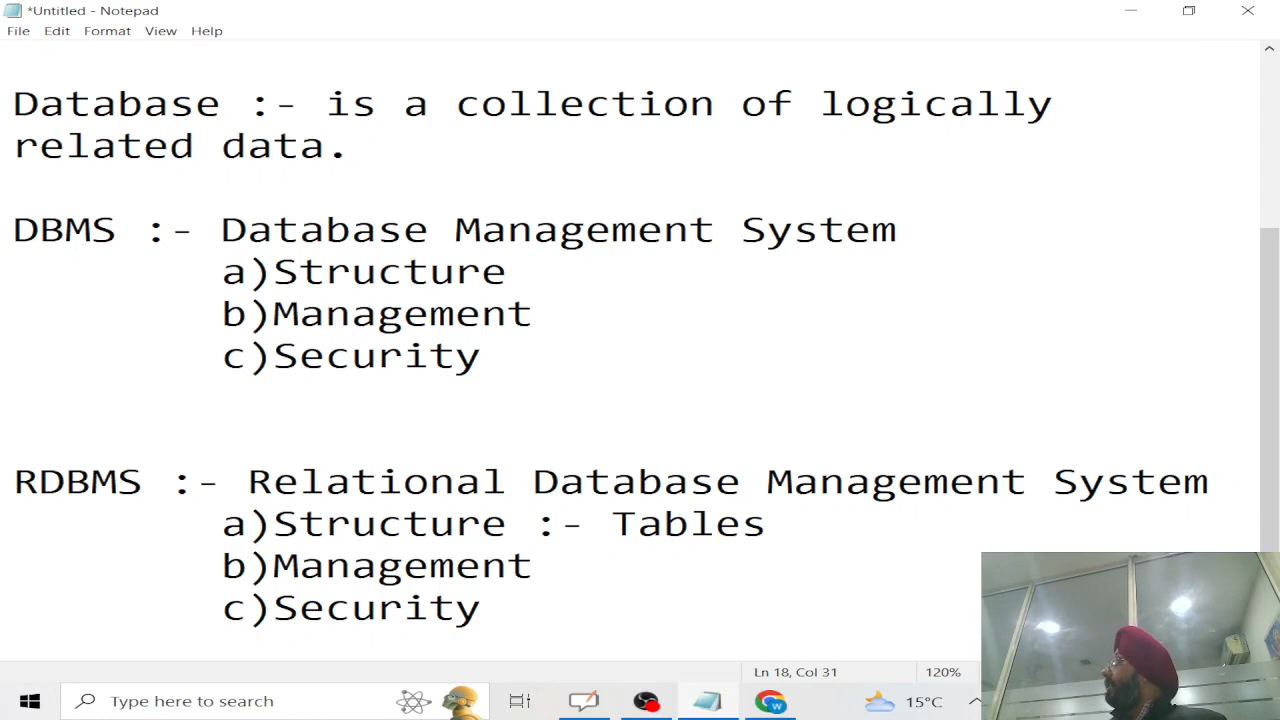 *Untitled - Notepad
File Edit Format View Help
Database :- is a collection of logically
related data.
DBMS :- Database Management System
a)Structure
b)Management
c)Security
RDBMS :- Relational Database Management System
a)Structure :- Tables
b)Management
c)Security
Ln 18, Col 31 120%
Type here to search 15°C